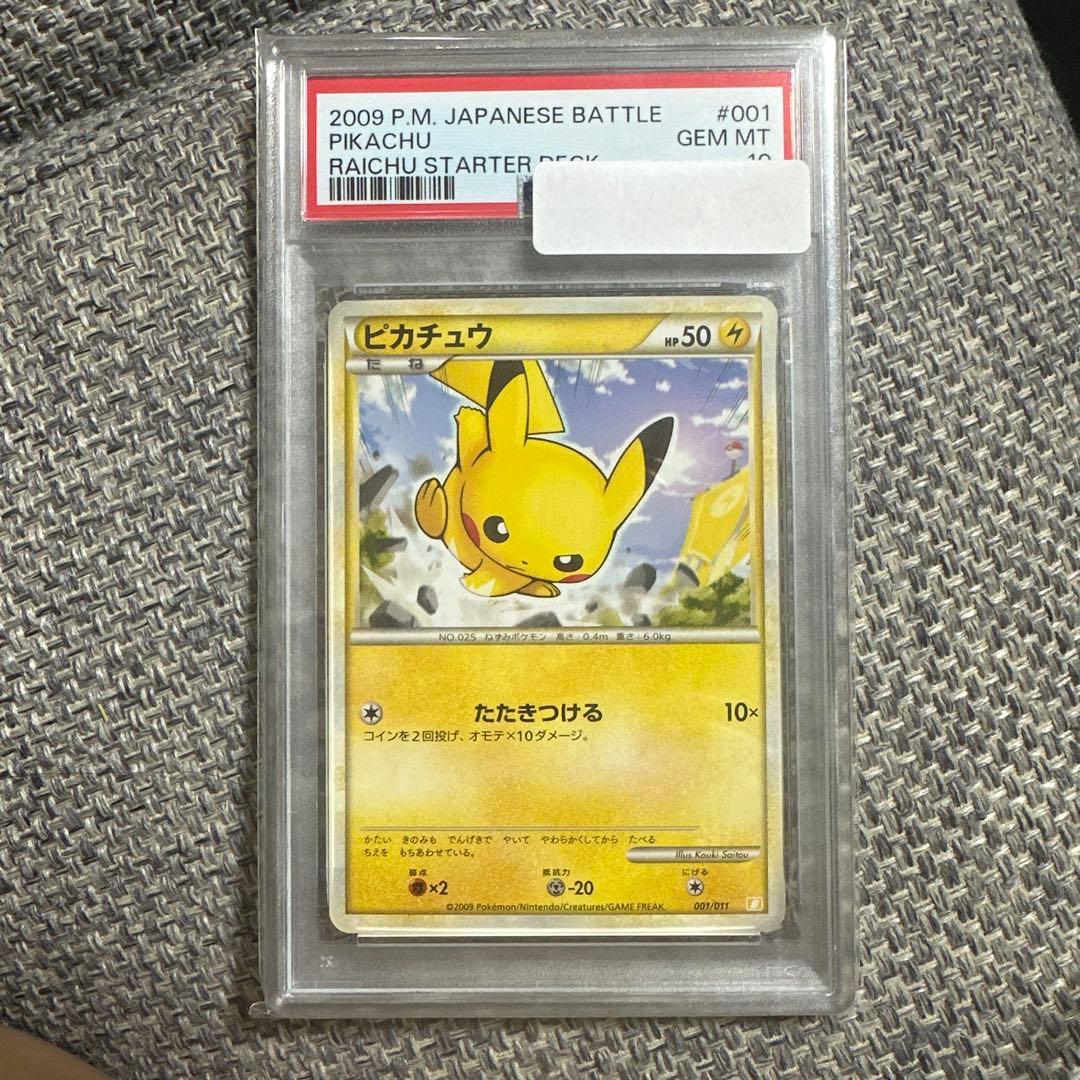 2009 P.M. JAPANESE BATTLE #001
PIKACHU GEM MT
RAICHU STARTER DECK 10
ピカチュウ HP50
たね
NO.025 ねずみポケモン 高さ:0.4m 重さ:6.0kg
たたきつける 10×
コインを2回投げ、オモテ×10ダメージ。
かたい きのみも でんげきで やいて やわらかくしてから たべる
ちえを もちあわせている。
Illus.Kouki Saitou
弱点 抵抗力 にげる
×2 -20
©2009 Pokémon/Nintendo/Creatures/GAME FREAK. 001/011 B